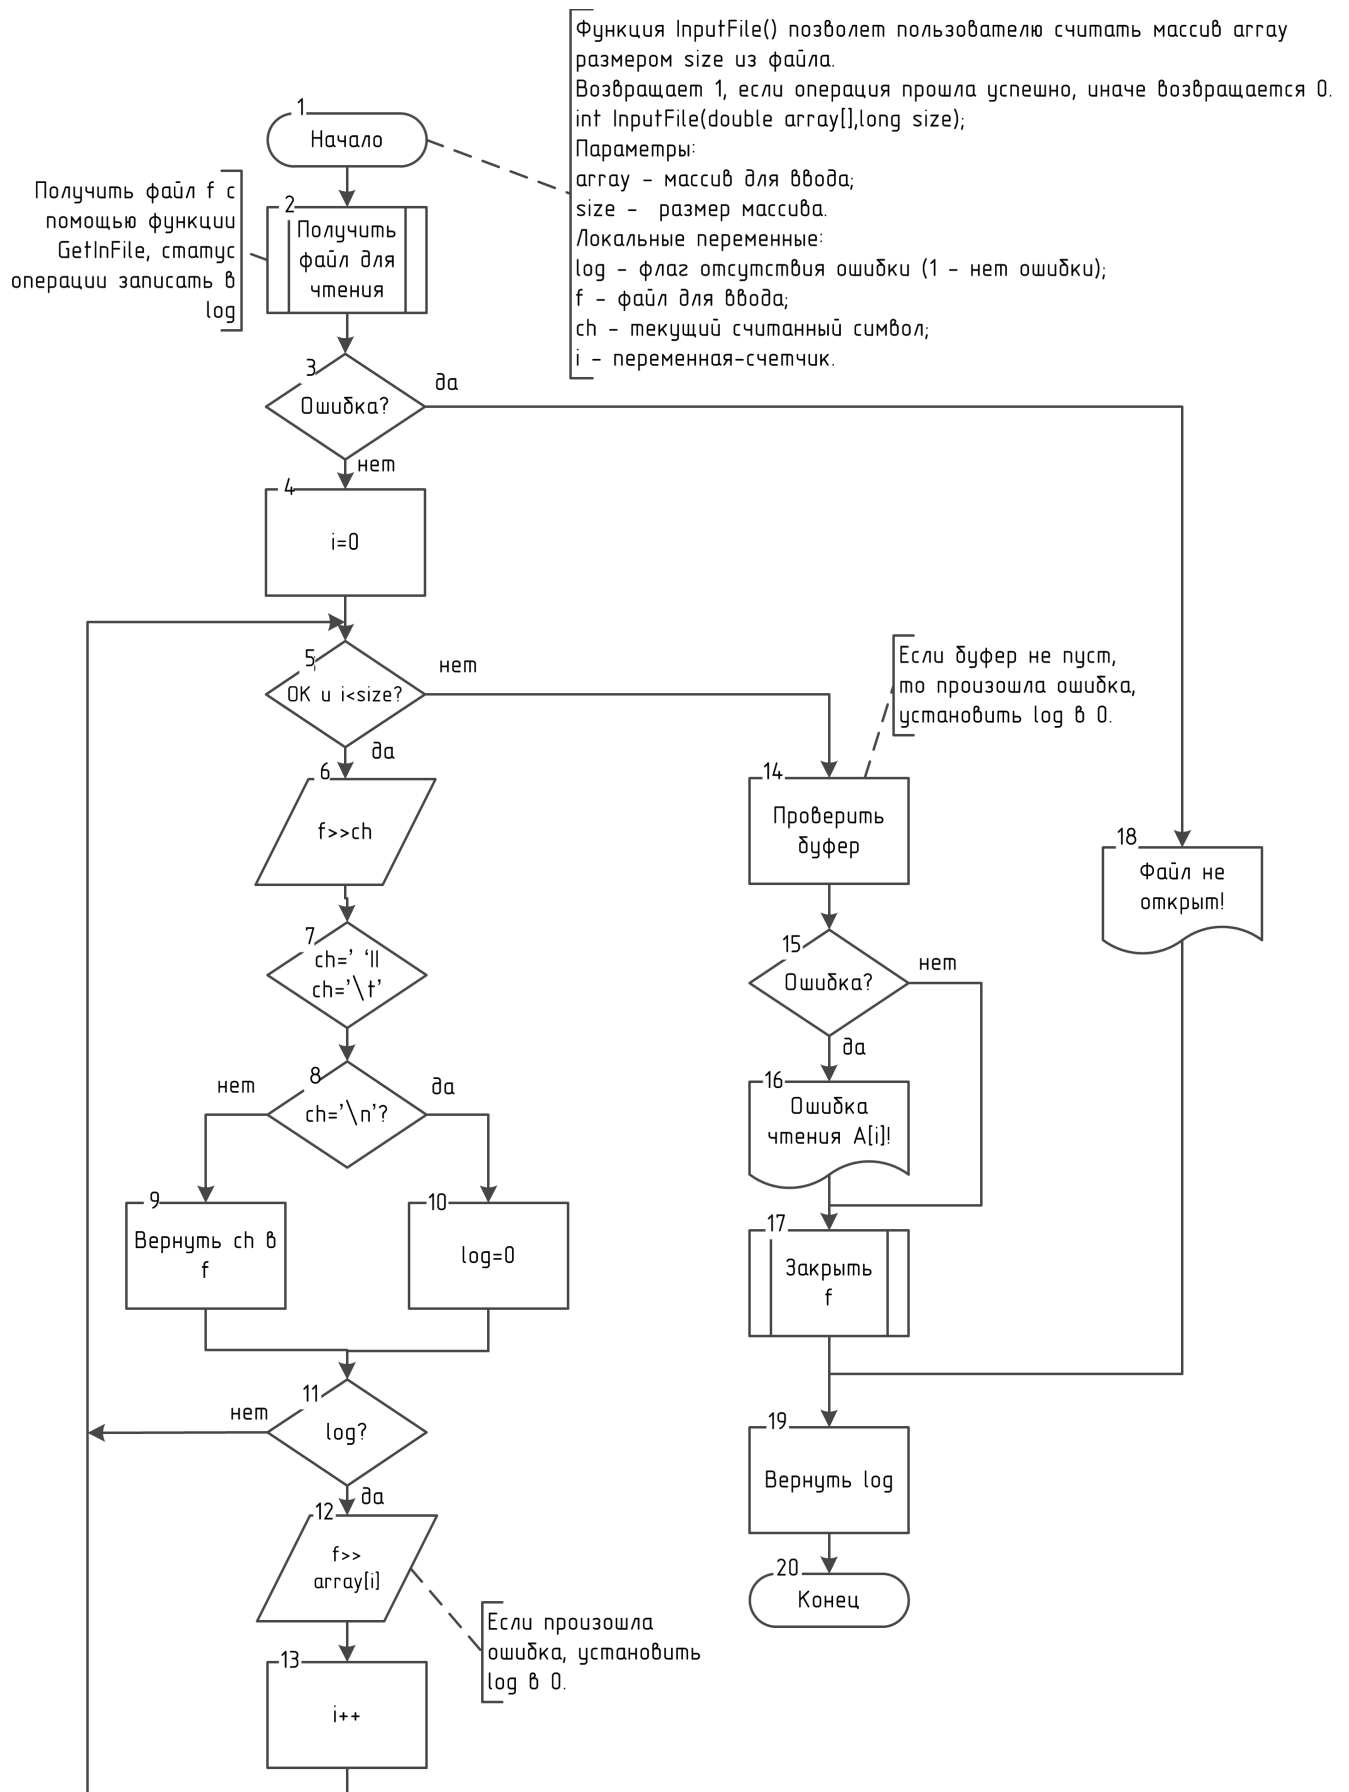 Функция InputFile() позволет пользователю считать массив array
размером size из файла.
Возвращает 1, если операция прошла успешно, иначе возвращается 0.
int InputFile(double array[],long size);
Параметры:
array - массив для ввода;
size - размер массива.
Локальные переменные:
log - флаг отсутствия ошибки (1 - нет ошибки);
f - файл для ввода;
ch - текущий считанный символ;
i - переменная-счетчик.
1
Начало
Получить файл f с
помощью функции
GetInFile, статус
операции записать в
log
2
Получить
файл для
чтения
3
Ошибка?
да
нет
4
i=0
5
OK и i<size?
нет
да
6
f>>ch
7
ch=' ‘||
ch='\t'
8
ch='\n'?
нет
да
9
Вернуть ch в
f
10
log=0
11
log?
нет
да
12
f>>
array[i]
Если произошла
ошибка, установить
log в 0.
13
i++
Если буфер не пуст,
то произошла ошибка,
установить log в 0.
14
Проверить
буфер
15
Ошибка?
нет
да
16
Ошибка
чтения A[i]!
17
Закрыть
f
18
Файл не
открыт!
19
Вернуть log
20
Конец